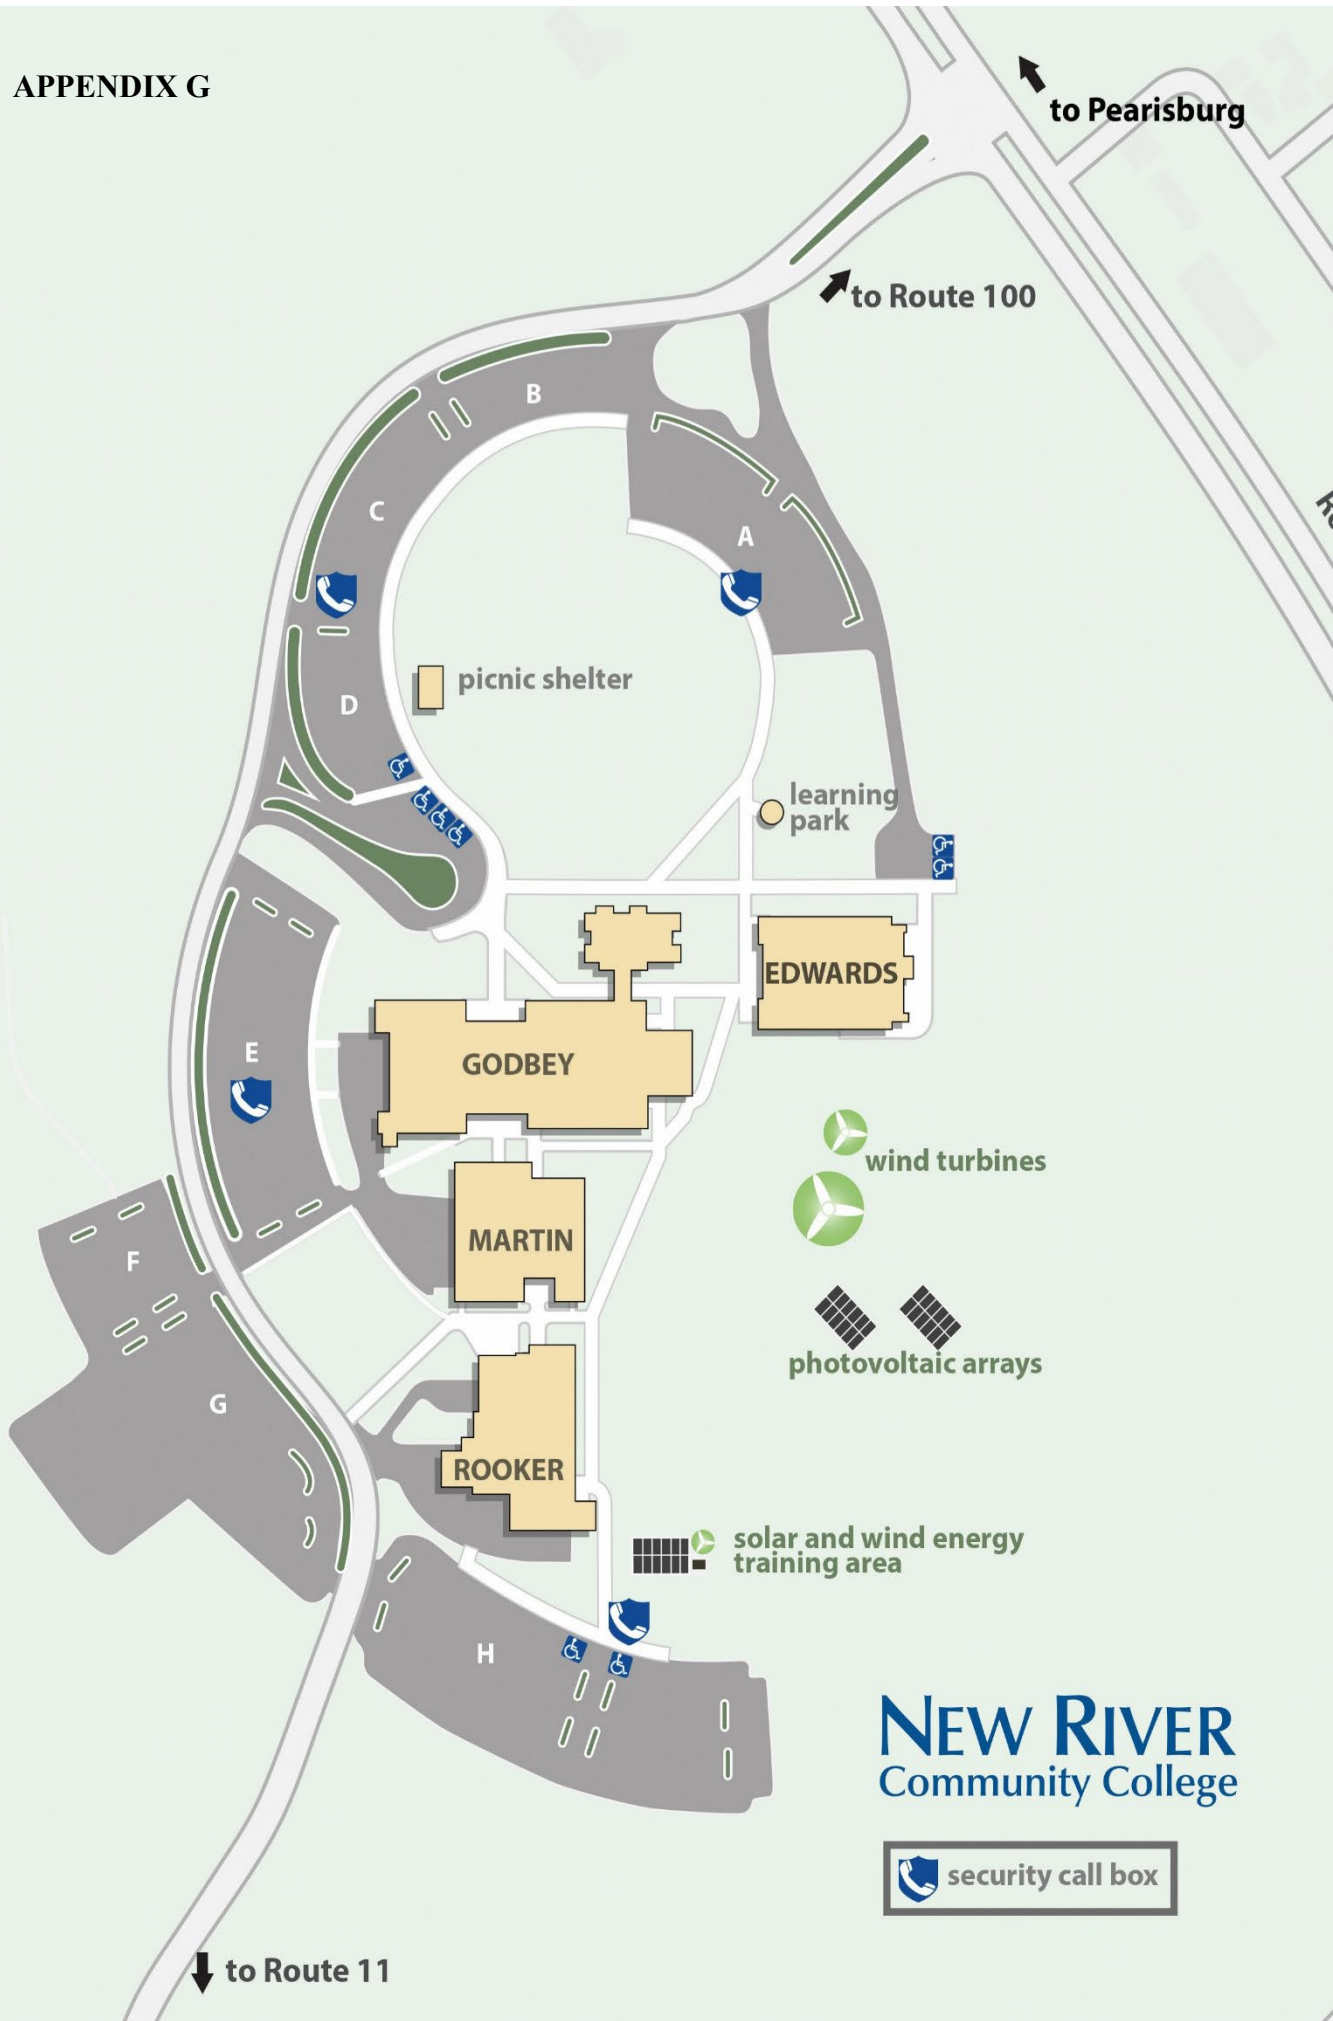 APPENDIX G
to Pearisburg
to Route 100
B
C
A
picnic shelter
D
learning
park
EDWARDS
E
GODBEY
wind turbines
MARTIN
F
photovoltaic arrays
G
ROOKER
solar and wind energy
training area
H
NEW RIVER
Community College
security call box
to Route 11